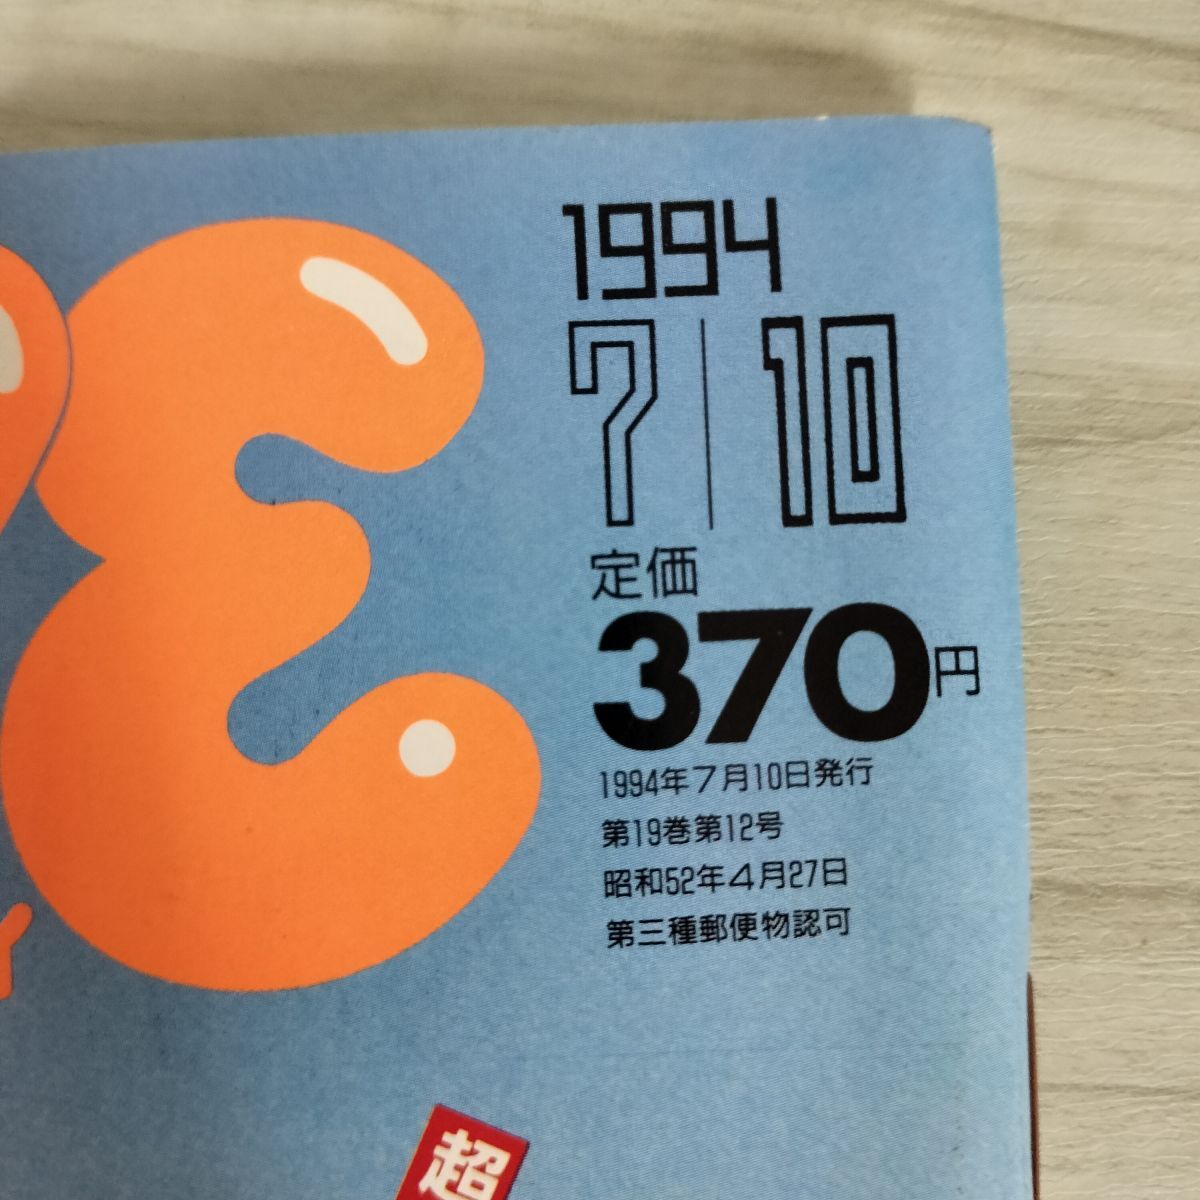 E
1994
7|10
定価
370円
1994年7月10日発行
第19巻第12号
昭和52年4月27日
第三種郵便物認可
超